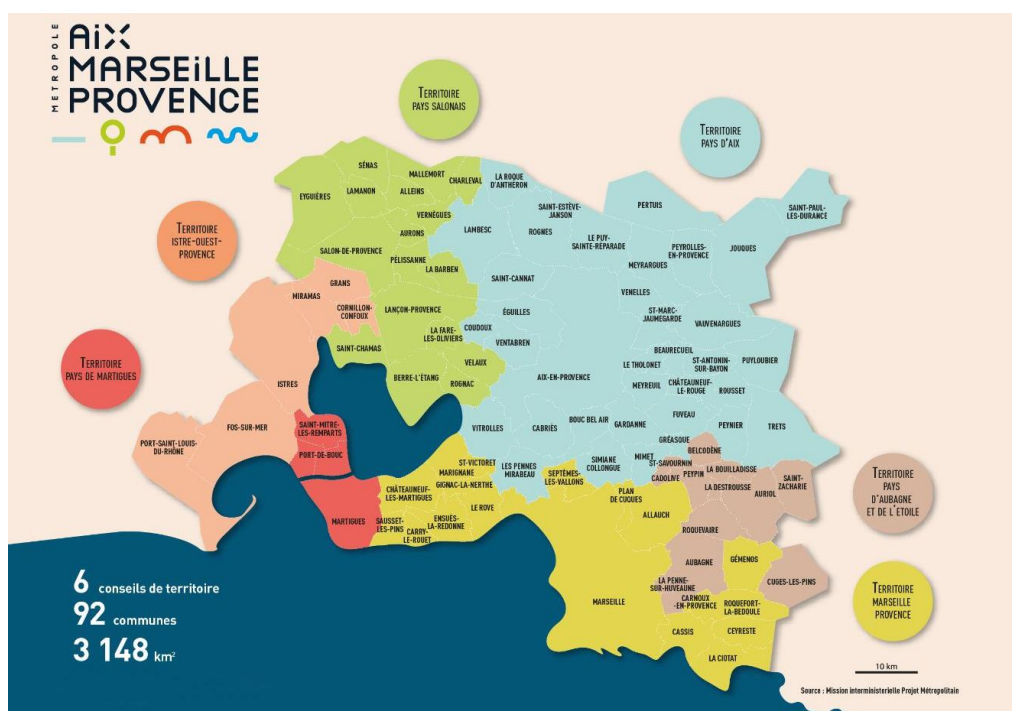 METROPOLE
AiX
MARSEiLLE
PROVENCE
TERRITOIRE
PAYS SALONAIS
TERRITOIRE
PAYS D'AIX
TERRITOIRE
ISTRE-OUEST-
PROVENCE
TERRITOIRE
PAYS DE MARTIGUES
TERRITOIRE
PAYS
D'AUBAGNE
ET DE L'ETOILE
TERRITOIRE
MARSEILLE
PROVENCE
SÉNAS
MALLEMORT
CHARLEVAL
EYGUIÈRES
LAMANON
ALLEINS
VERNÈGUES
AURONS
SALON-DE-PROVENCE
PÉLISSANNE
LA BARBEN
LANÇON-PROVENCE
LA FARE-
LES-OLIVIERS
SAINT-CHAMAS
VELAUX
BERRE-L'ÉTANG
ROGNAC
LA ROQUE
D'ANTHÉRON
SAINT-ESTÈVE-
JANSON
PERTUIS
SAINT-PAUL-
LES-DURANCE
LAMBESC
ROGNES
LE PUY-
SAINTE-RÉPARADE
PEYROLLES-
EN-PROVENCE
JOUQUES
MEYRARGUES
SAINT-CANNAT
VENELLES
ÉGUILLES
ST-MARC-
JAUMEGARDE
VAUVENARGUES
COUDOUX
VENTABREN
BEAURECUEIL
LE THOLONET
ST-ANTONIN-
SUR-BAYON
PUYLOUBIER
AIX-EN-PROVENCE
MEYREUIL
CHÂTEAUNEUF-
LE-ROUGE
ROUSSET
VITROLLES
CABRIÈS
BOUC BEL AIR
GARDANNE
FUVEAU
PEYNIER
TRETS
GRÉASQUE
LES PENNES
MIRABEAU
SIMIANE
COLLONGUE
MIMET
GRANS
MIRAMAS
CORNILLON-
CONFOUX
ISTRES
FOS-SUR-MER
PORT-SAINT-LOUIS-
DU-RHÔNE
SAINT-MITRE-
LES-REMPARTS
PORT-DE-BOUC
MARTIGUES
BELCODÈNE
ST-SAVOURNIN
CADOLIVE
PEYPIN
LA BOUILLADISSE
LA DESTROUSSE
SAINT-
ZACHARIE
AURIOL
ROQUEVAIRE
AUBAGNE
LA PENNE-
SUR-HUVEAUNE
CUGES-LES-PINS
ST-VICTORET
MARIGNANE
CHÂTEAUNEUF-
LES-MARTIGUES
GIGNAC-LA-NERTHE
LE ROVE
SAUSSET
-LES-PINS
ENSUÈS-
LA-REDONNE
CARRY-
LE-ROUET
SEPTÈMES-
LES-VALLONS
PLAN
DE CUQUES
ALLAUCH
MARSEILLE
GÉMENOS
CARNOUX
-EN-PROVENCE
ROQUEFORT-
LA-BEDOULE
CASSIS
CEYRESTE
LA CIOTAT
6 conseils de territoire
92 communes
3 148 km²
10 km
Source : Mission interministerielle Projet Métropolitain